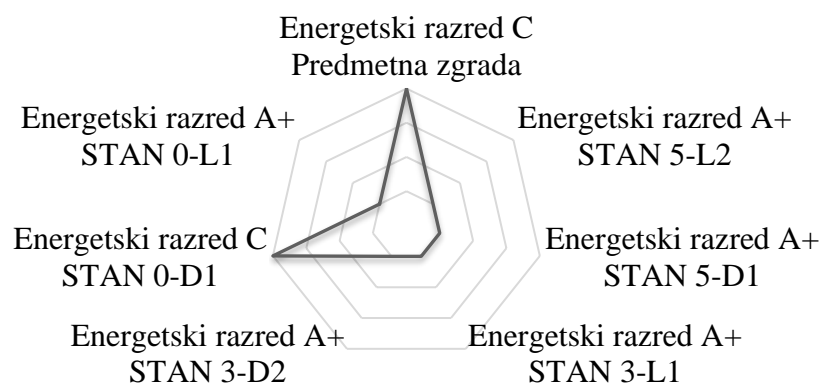 Energetski razred C
Predmetna zgrada
Energetski razred A+
STAN 5-L2
Energetski razred A+
STAN 5-D1
Energetski razred A+
STAN 3-L1
Energetski razred A+
STAN 3-D2
Energetski razred C
STAN 0-D1
Energetski razred A+
STAN 0-L1